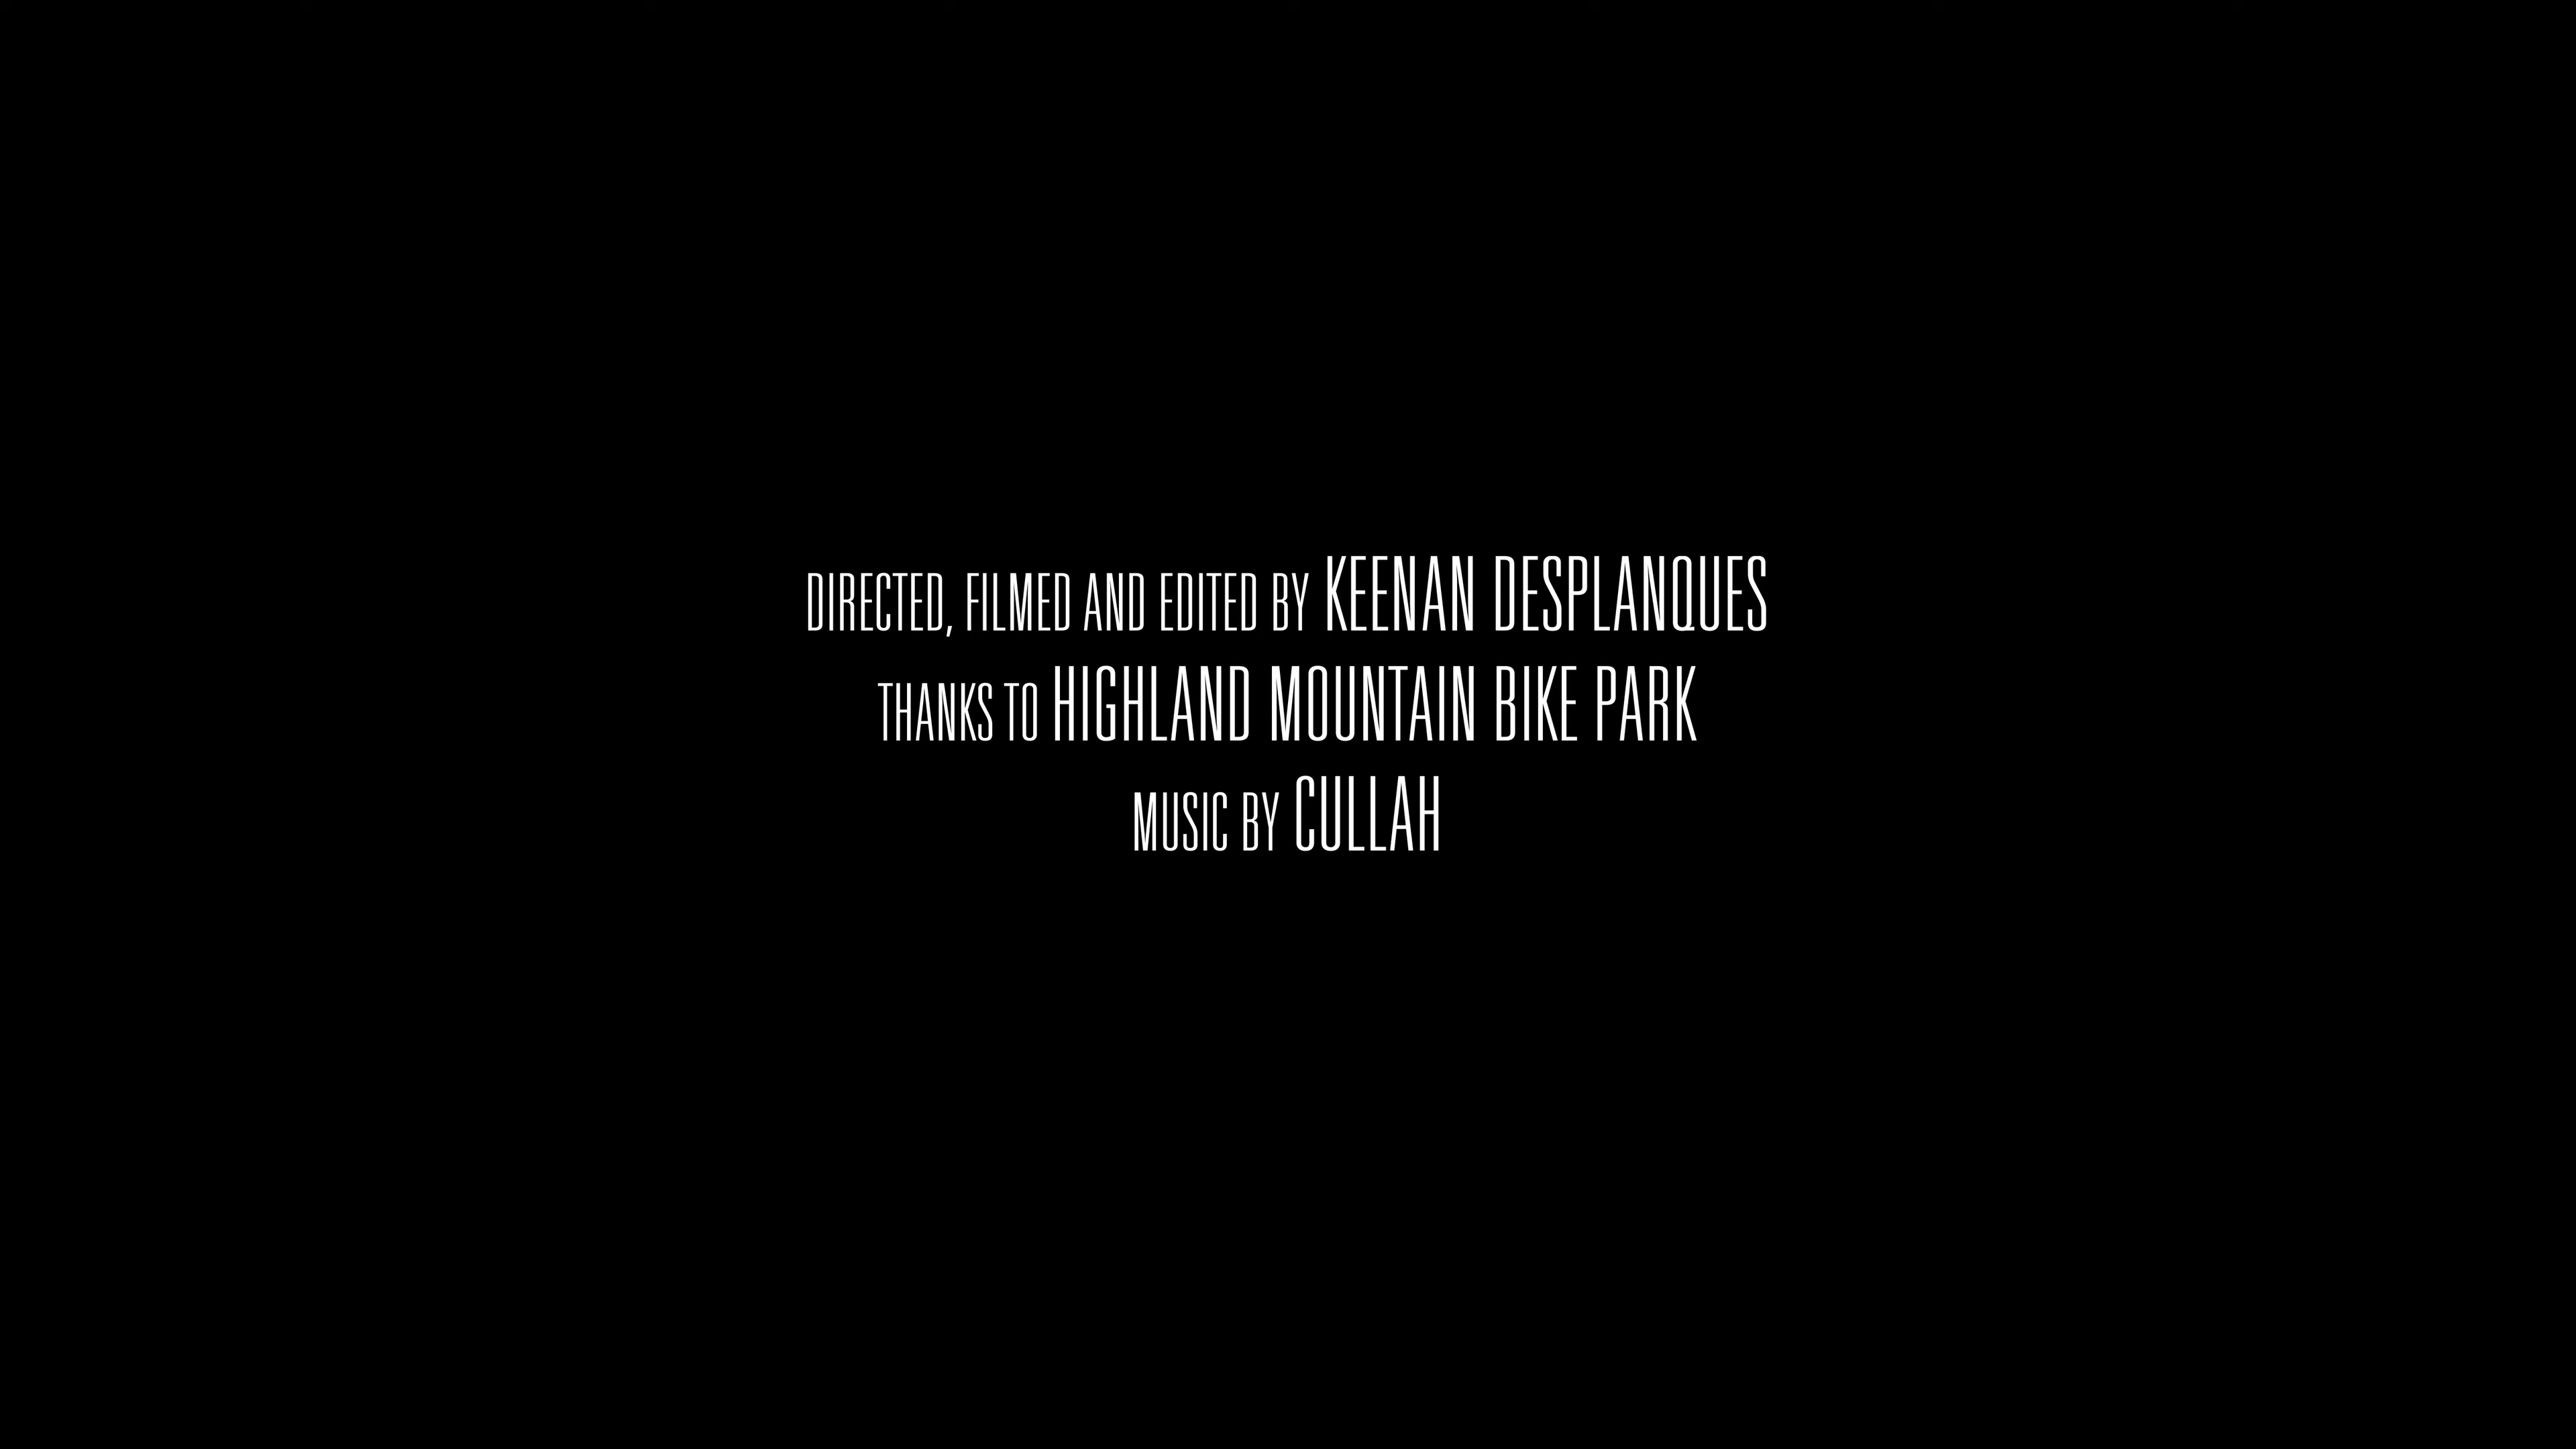 DIRECTED, FILMED AND EDITED BY KEENAN DESPLANQUES
THANKS TO HIGHLAND MOUNTAIN BIKE PARK
MUSIC BY CULLAH